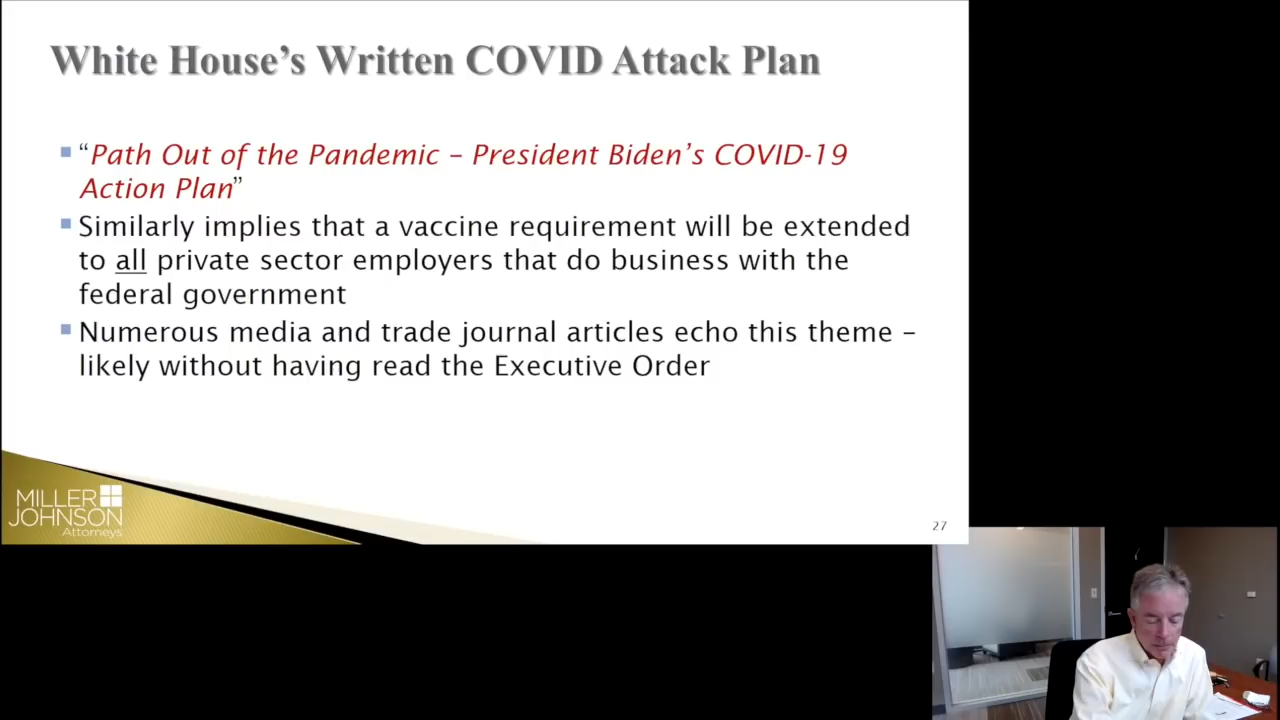 White House’s Written COVID Attack Plan
“Path Out of the Pandemic – President Biden’s COVID-19
Action Plan”
Similarly implies that a vaccine requirement will be extended
to all private sector employers that do business with the
federal government
Numerous media and trade journal articles echo this theme –
likely without having read the Executive Order
MILLER
JOHNSON
Attorneys
27